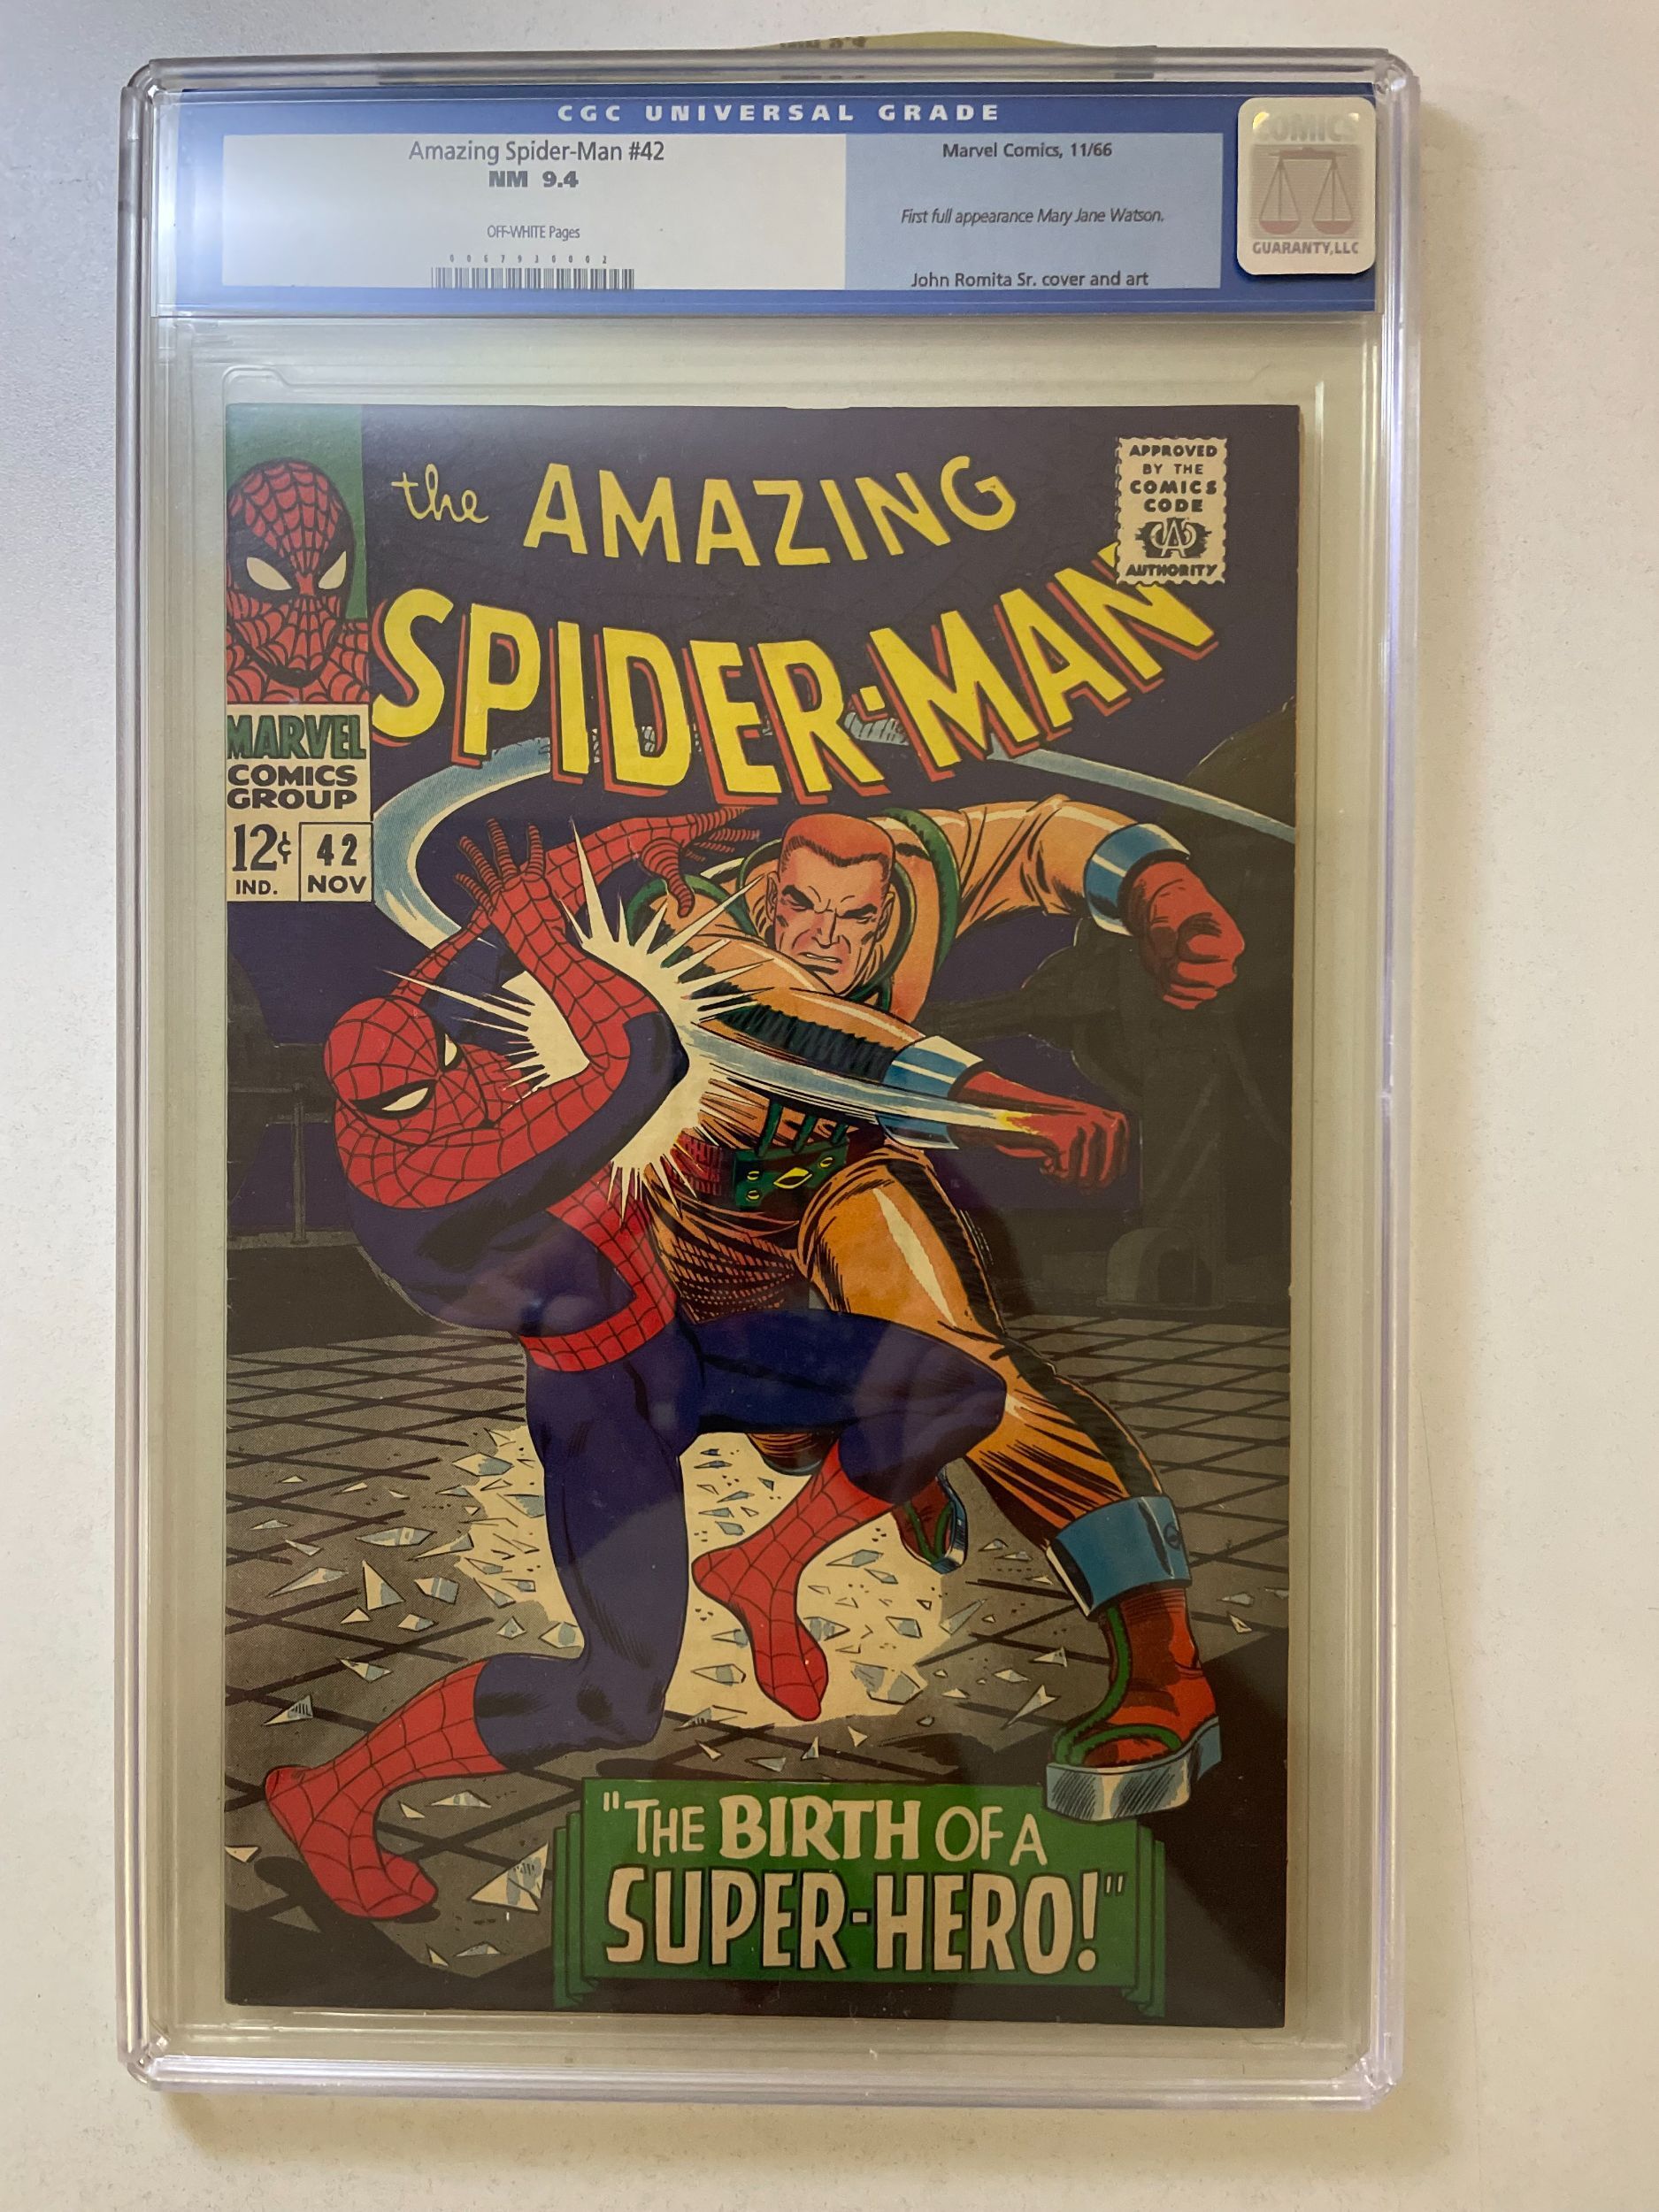 CGC UNIVERSAL GRADE
Amazing Spider-Man #42
NM 9.4
OFF-WHITE Pages
0067930002
Marvel Comics, 11/66
First full appearance Mary Jane Watson.
John Romita Sr. cover and art
COMICS
GUARANTY,LLC
the AMAZING
SPIDER-MAN
APPROVED
BY THE
COMICS
CODE
CA
AUTHORITY
MARVEL
COMICS
GROUP
12¢
IND.
42
NOV
"THE BIRTH OF A
SUPER-HERO!"